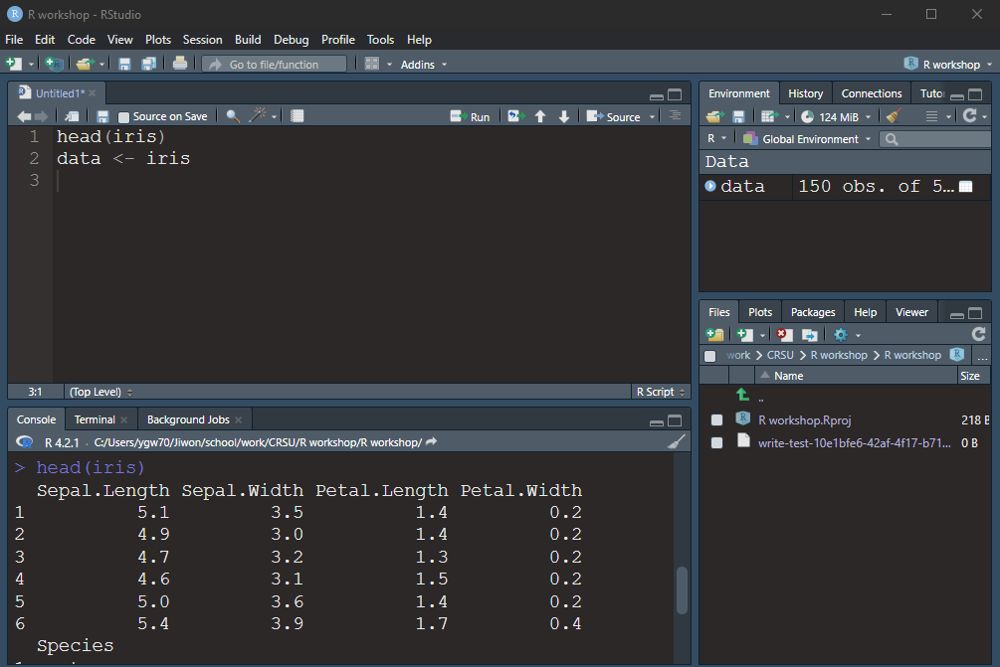 R workshop - RStudio
File Edit Code View Plots Session Build Debug Profile Tools Help
Go to file/function Addins R workshop
Untitled1*
Source on Save Run Source
1 head(iris)
2 data <- iris
3
3:1 (Top Level) R Script
Console Terminal Background Jobs
R 4.2.1 · C:/Users/ygw70/Jiwon/school/work/CRSU/R workshop/R workshop/
> head(iris)
Sepal.Length Sepal.Width Petal.Length Petal.Width
1 5.1 3.5 1.4 0.2
2 4.9 3.0 1.4 0.2
3 4.7 3.2 1.3 0.2
4 4.6 3.1 1.5 0.2
5 5.0 3.6 1.4 0.2
6 5.4 3.9 1.7 0.4
Species
Environment History Connections Tuto
124 MiB
R Global Environment
Data
data 150 obs. of 5…
Files Plots Packages Help Viewer
work > CRSU > R workshop > R workshop ...
Name Size
..
R workshop.Rproj 218 B
write-test-10e1bfe6-42af-4f17-b71... 0 B